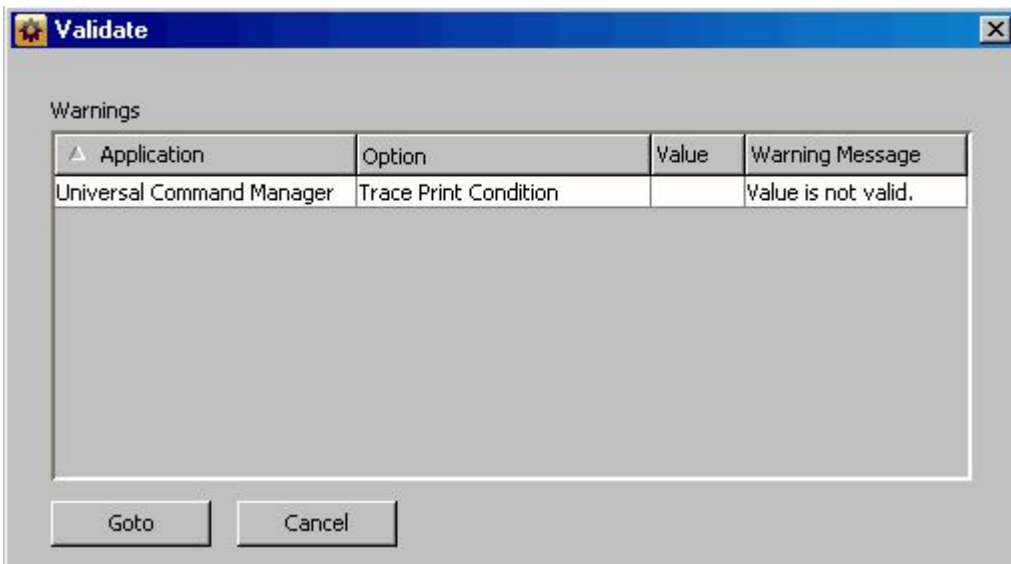 Validate
Warnings
Application Option Value Warning Message
Universal Command Manager Trace Print Condition Value is not valid.
Goto Cancel